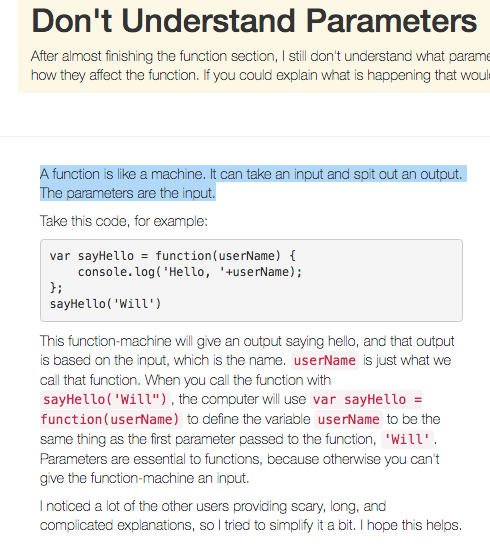 Don't Understand Parameters
After almost finishing the function section, I still don't understand what
how they affect the function. If you could explain what is happening that
A function is like a machine. It can take an input and spit out an output.
The parameters are the input.
Take this code, for example:
var sayHello = function(userName) {
    console.log('Hello, '+userName);
};
sayHello('Will')
This function-machine will give an output saying hello, and that output
is based on the input, which is the name. userName is just what we
call that function. When you call the function with
sayHello('Will"), the computer will use var sayHello =
function(userName) to define the variable userName to be the
same thing as the first parameter passed to the function, 'Will'.
Parameters are essential to functions, because otherwise you can't
give the function-machine an input.
I noticed a lot of the other users providing scary, long, and
complicated explanations, so I tried to simplify it a bit. I hope this helps.